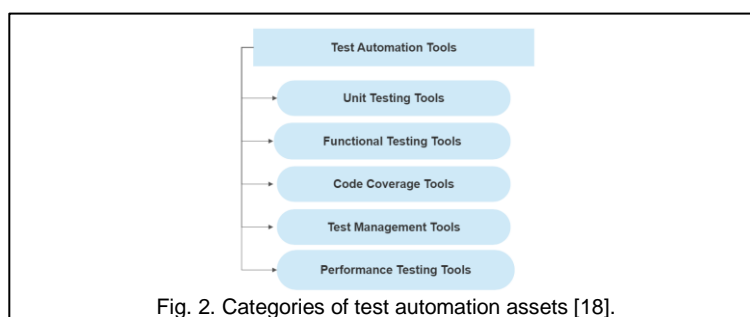 Test Automation Tools
Unit Testing Tools
Functional Testing Tools
Code Coverage Tools
Test Management Tools
Performance Testing Tools
Fig. 2. Categories of test automation assets [18].